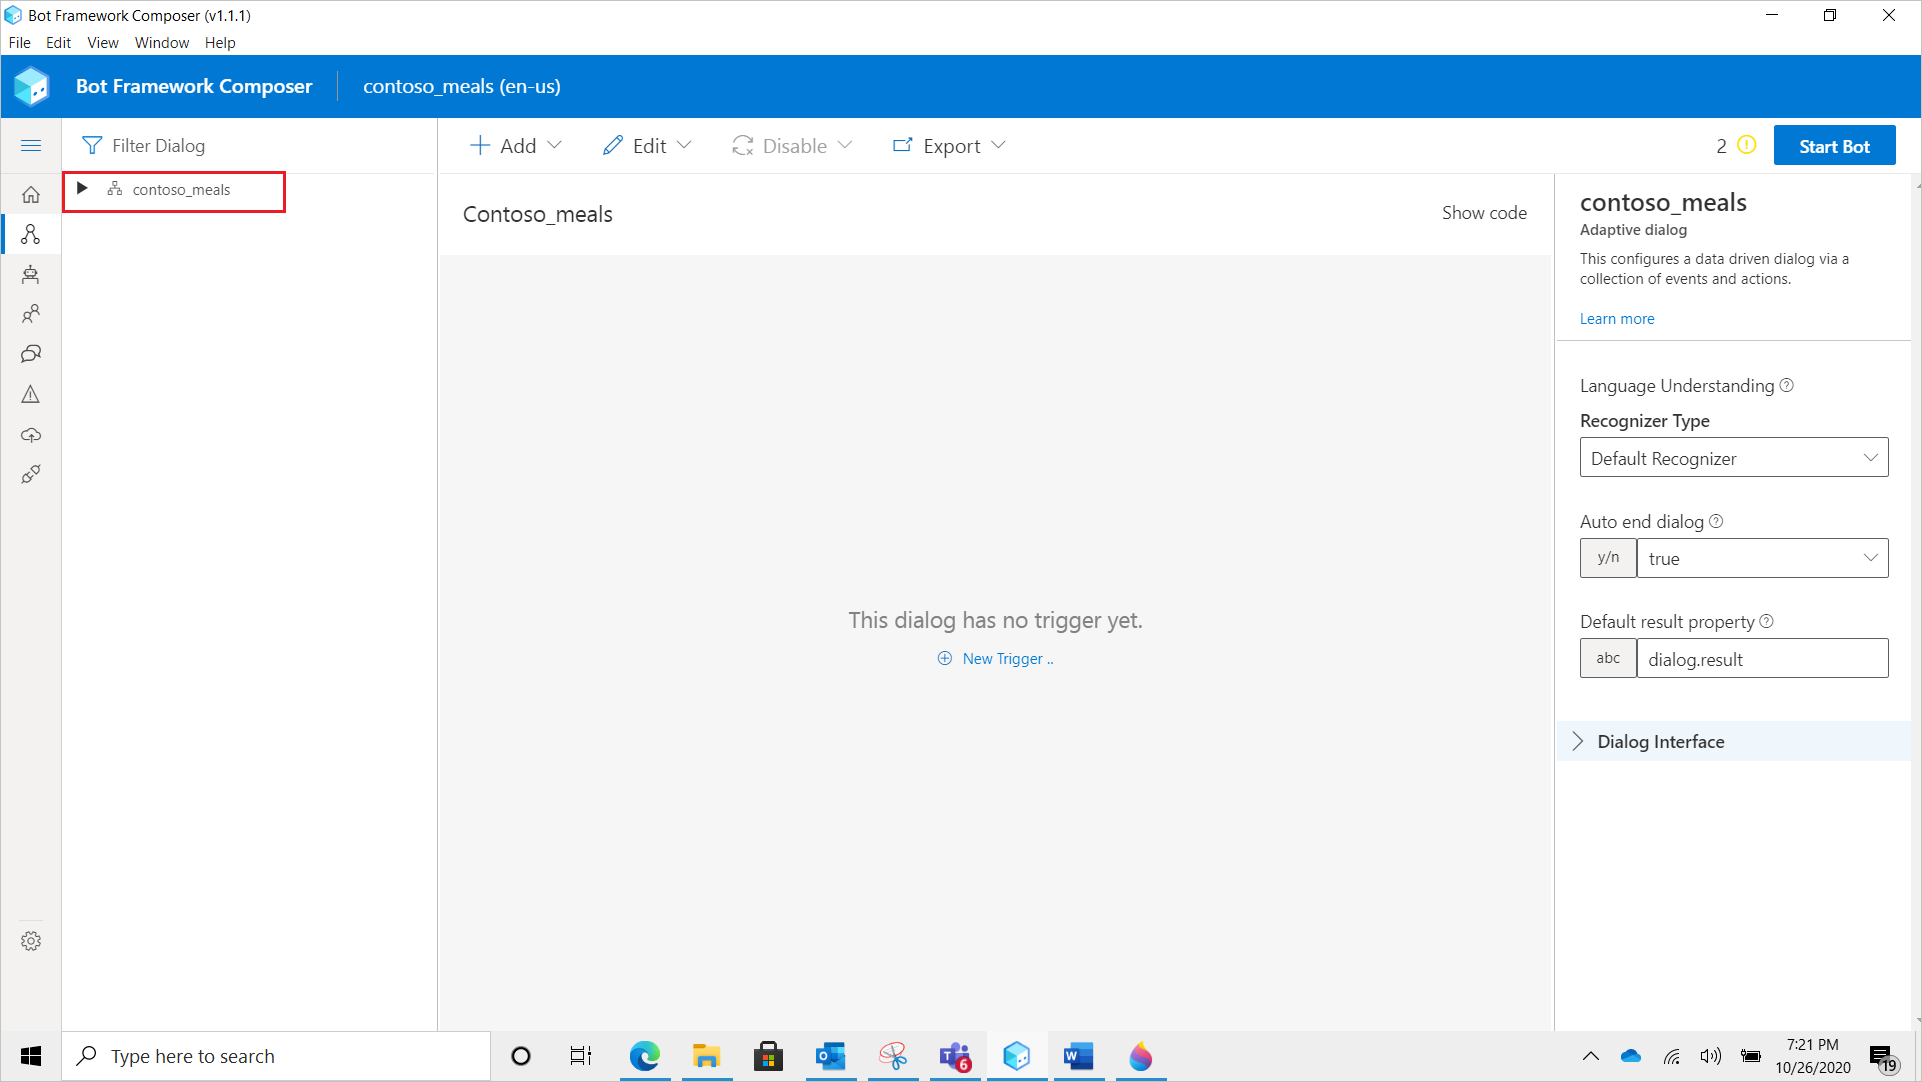 Bot Framework Composer (v1.1.1)
File Edit View Window Help
Bot Framework Composer contoso_meals (en-us)
Filter Dialog
Add Edit Disable Export 2 Start Bot
contoso_meals
Contoso_meals
Show code
This dialog has no trigger yet.
New Trigger ..
contoso_meals
Adaptive dialog
This configures a data driven dialog via a
collection of events and actions.
Learn more
Language Understanding
Recognizer Type
Default Recognizer
Auto end dialog
y/n true
Default result property
abc dialog.result
Dialog Interface
Type here to search
6
7:21 PM
10/26/2020
19